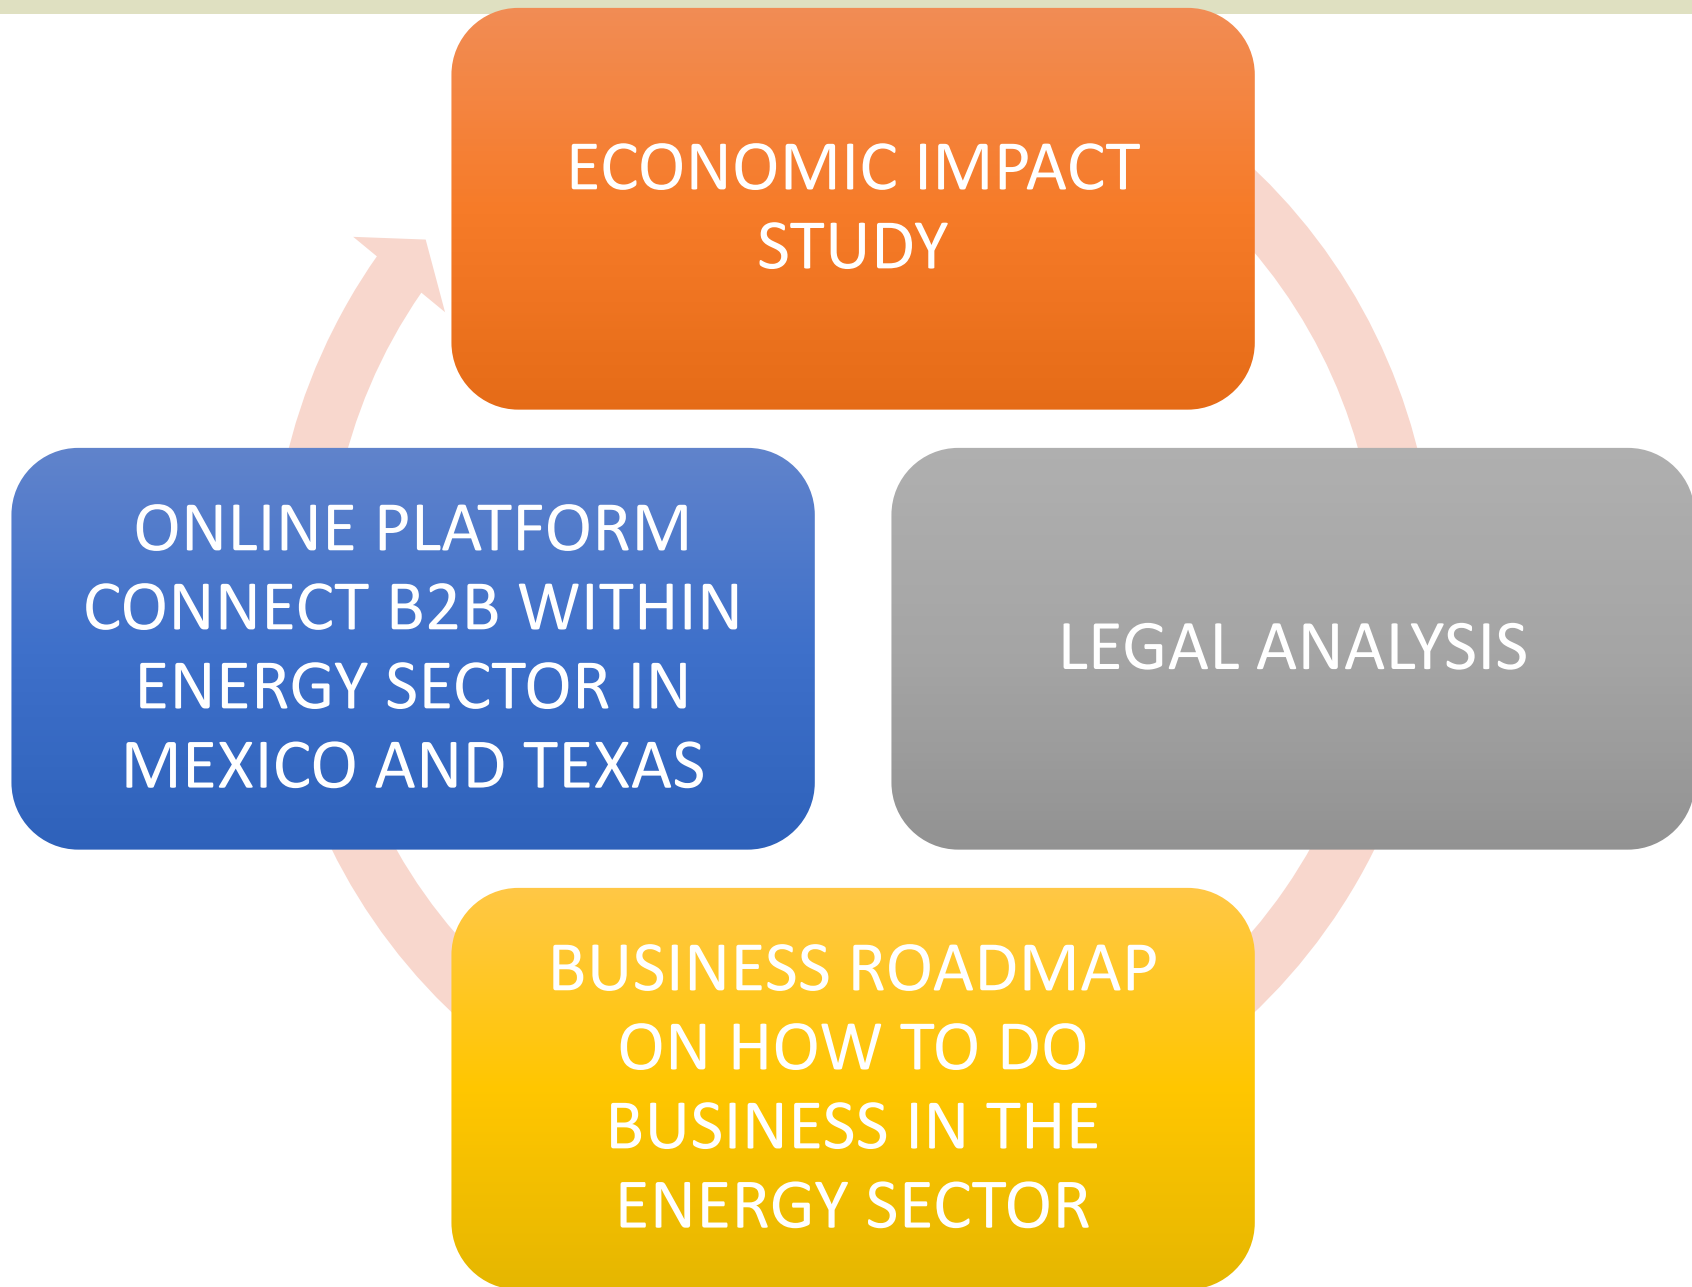 ECONOMIC IMPACT
STUDY
LEGAL ANALYSIS
BUSINESS ROADMAP
ON HOW TO DO
BUSINESS IN THE
ENERGY SECTOR
ONLINE PLATFORM
CONNECT B2B WITHIN
ENERGY SECTOR IN
MEXICO AND TEXAS